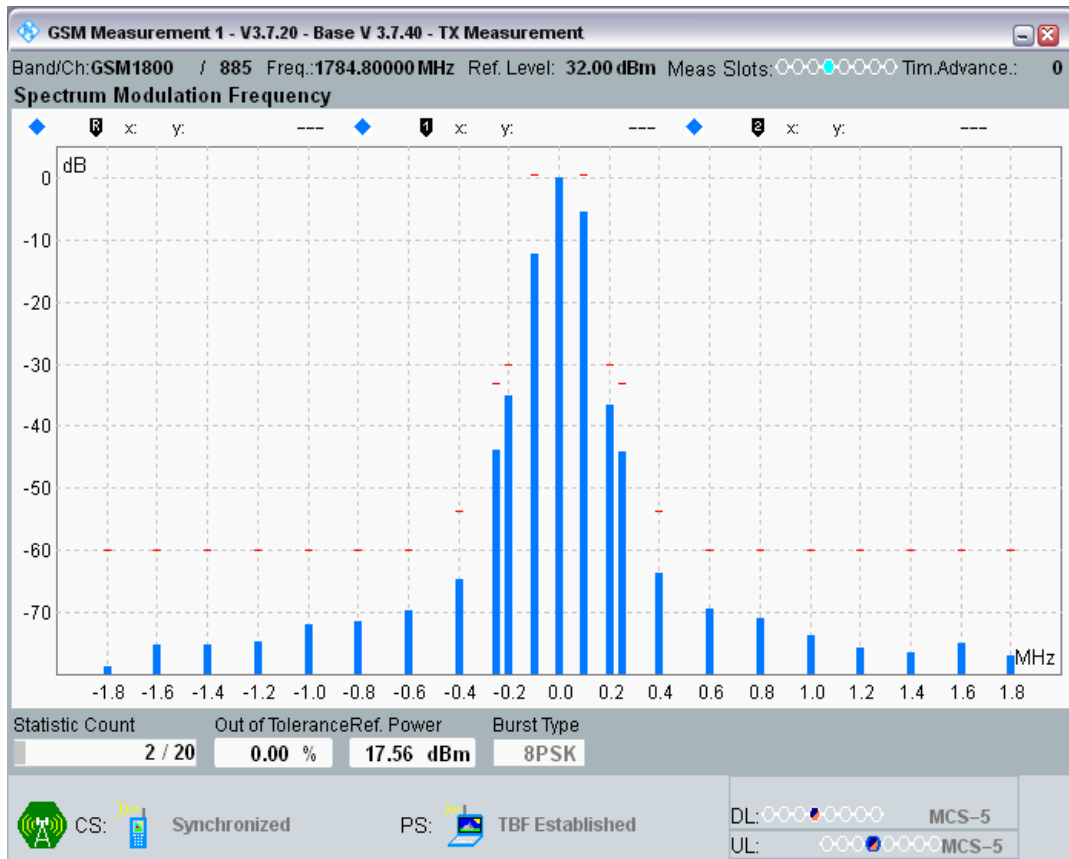 GSM Measurement 1 - V3.7.20 - Base V 3.7.40 - TX Measurement
Band/Ch:GSM1800 / 885 Freq.:1784.80000 MHz Ref. Level: 32.00 dBm Meas Slots: Tim.Advance.: 0
Spectrum Modulation Frequency
R x: y: --- 1 x: y: --- 2 x: y: ---
dB
0
-10
-20
-30
-40
-50
-60
-70
MHz
-1.8 -1.6 -1.4 -1.2 -1.0 -0.8 -0.6 -0.4 -0.2 0.0 0.2 0.4 0.6 0.8 1.0 1.2 1.4 1.6 1.8
Statistic Count Out of Tolerance Ref. Power Burst Type
2 / 20 0.00 % 17.56 dBm 8PSK
CS: Synchronized PS: TBF Established
DL: MCS-5
UL: MCS-5